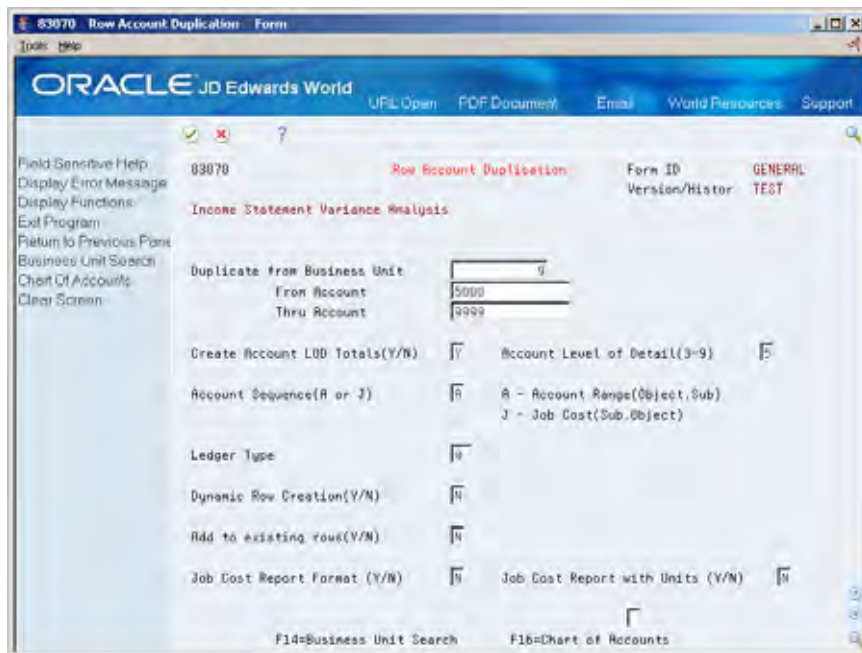 83070 Row Account Duplication Form
Tools Help
ORACLE JD Edwards World
URL Open PDF Document Email World Resources Support
?
Field Sensitive Help
Display Error Message
Display Functions
Exit Program
Return to Previous Pane
Business Unit Search
Chart Of Accounts
Clear Screen
83070 Row Account Duplication Form ID GENERAL
Version/Histor TEST
Income Statement Variance Analysis
Duplicate from Business Unit 9
From Account 5000
Thru Account 9999
Create Account LOD Totals(Y/N) Y Account Level of Detail(3-9) 5
Account Sequence(A or J) A A - Account Range(Object.Sub)
J - Job Cost(Sub.Object)
Ledger Type
Dynamic Row Creation(Y/N) N
Add to existing rows(Y/N) N
Job Cost Report Format (Y/N) N Job Cost Report with Units (Y/N) N
F14=Business Unit Search F16=Chart of Accounts